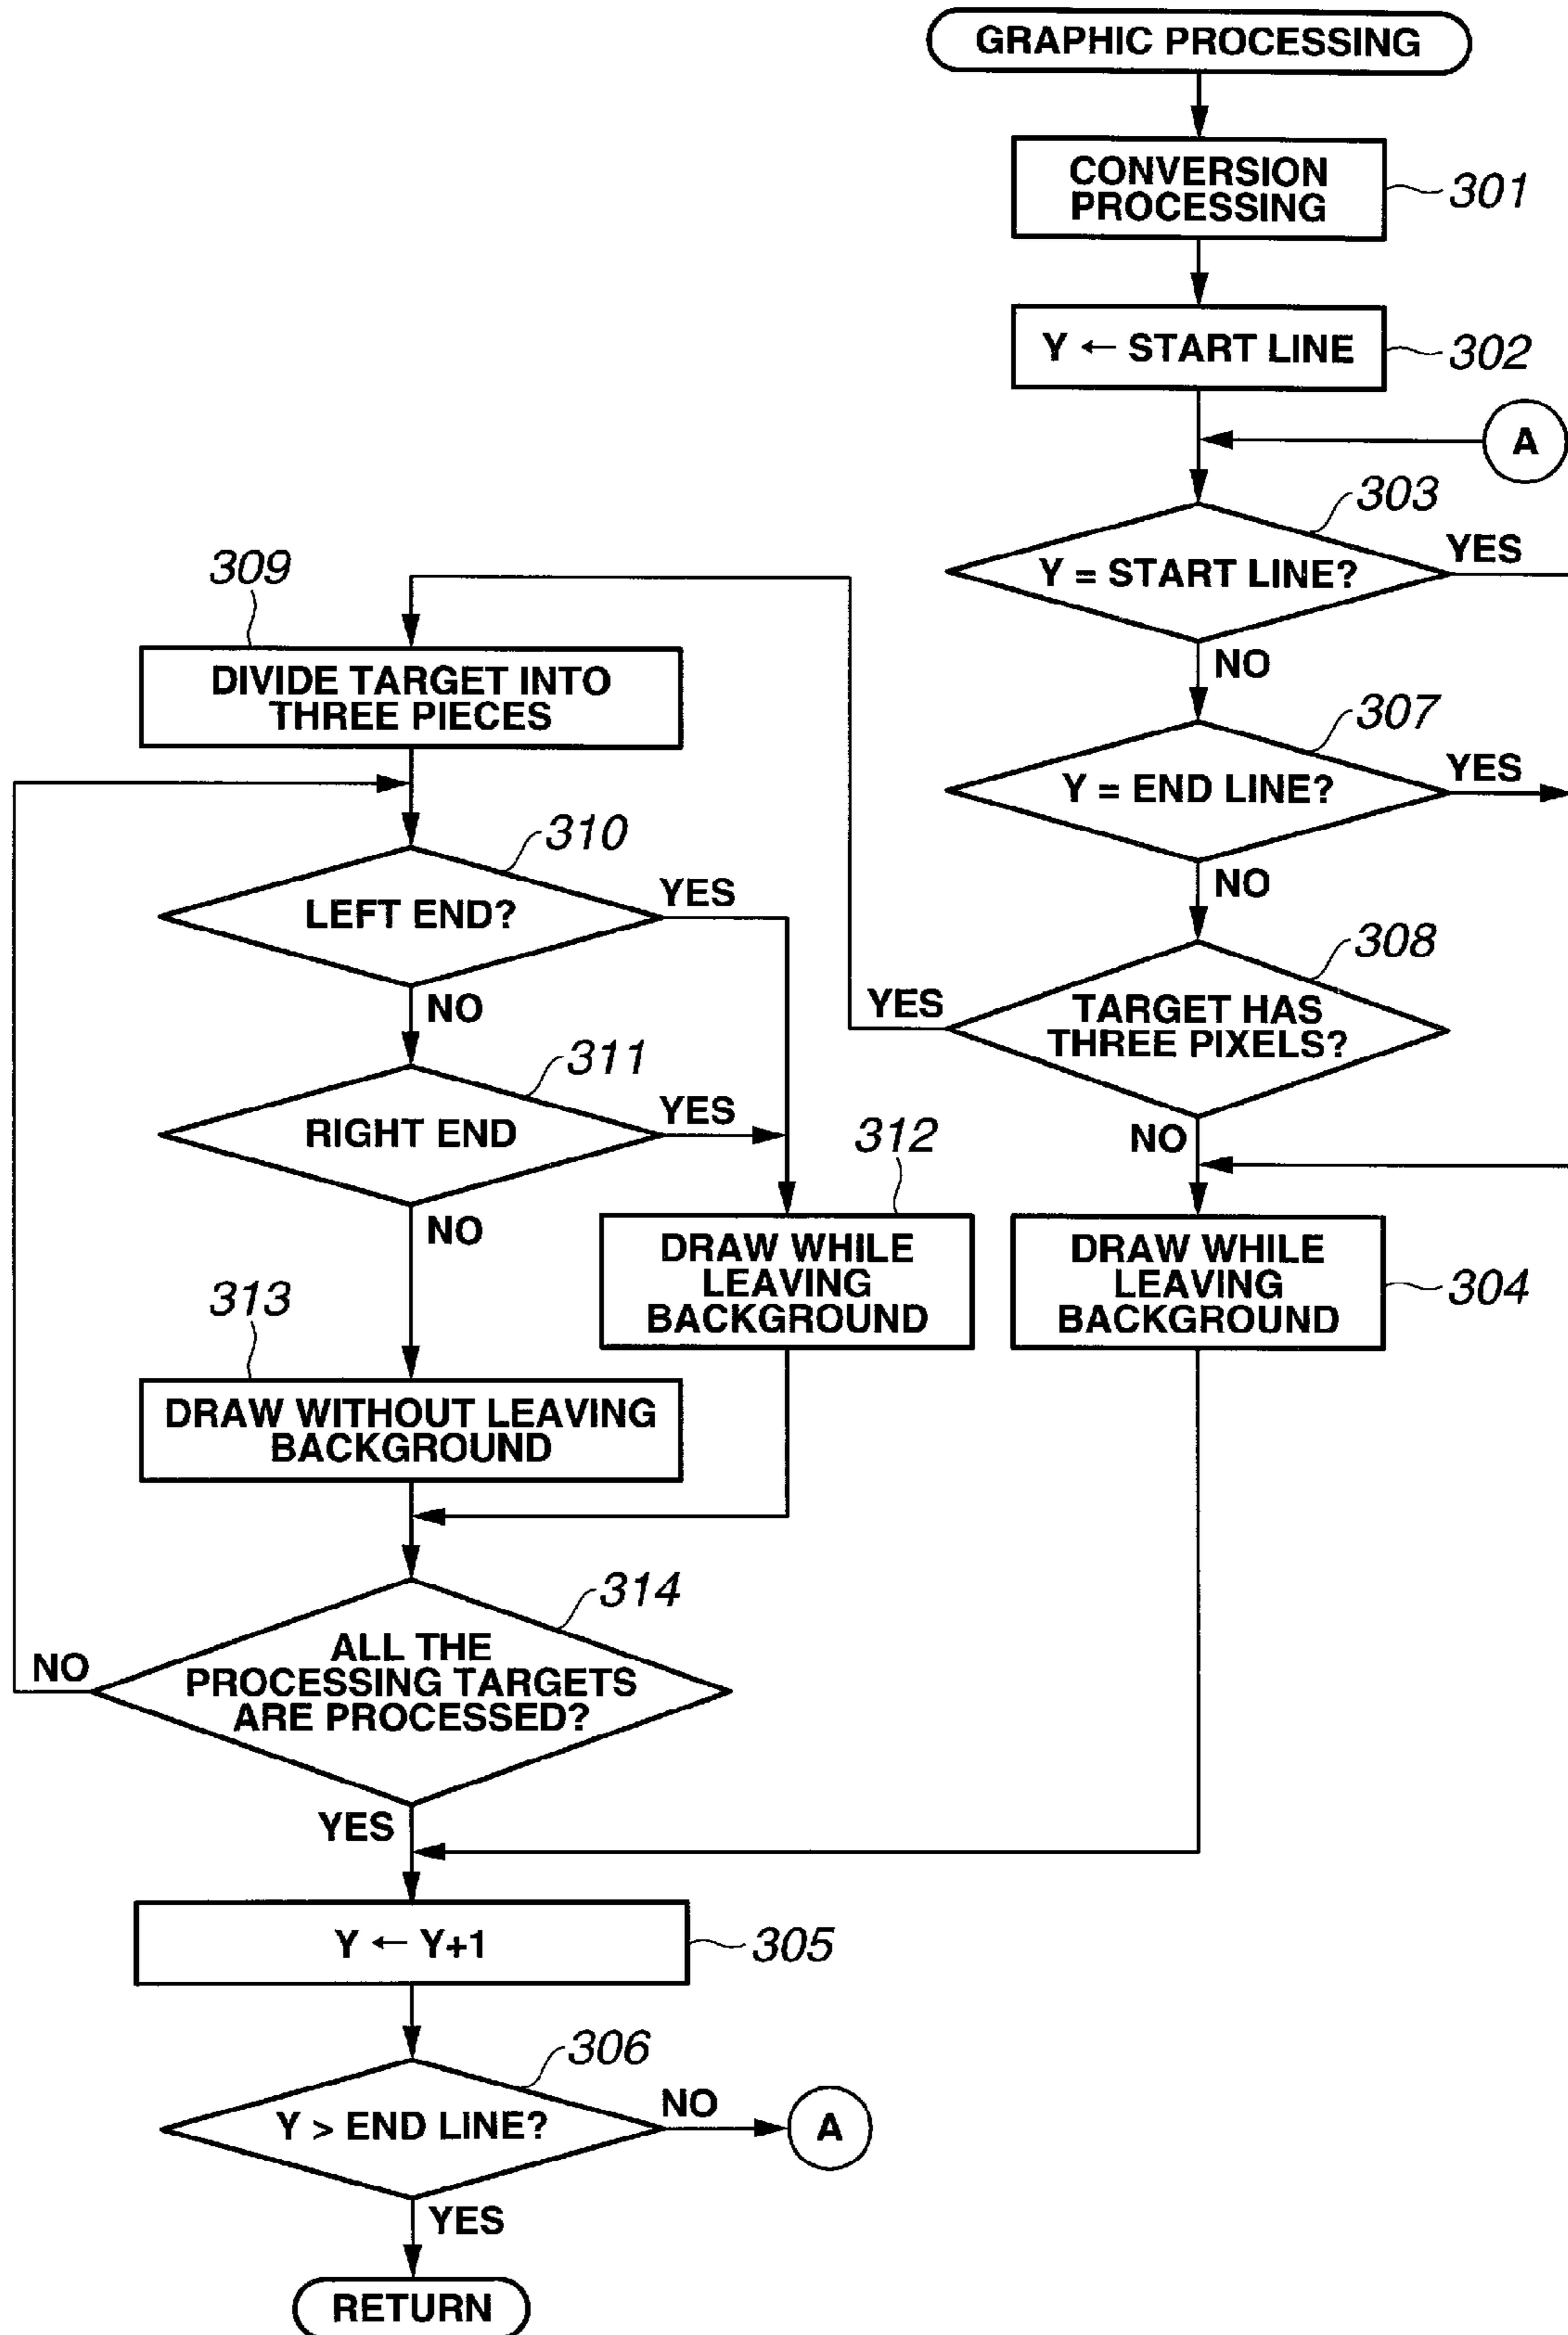 GRAPHIC PROCESSING
CONVERSION
PROCESSING
301
Y ← START LINE
302
A
303
Y = START LINE?
YES
NO
307
Y = END LINE?
YES
NO
308
TARGET HAS
THREE PIXELS?
YES
NO
DRAW WHILE
LEAVING
BACKGROUND
304
309
DIVIDE TARGET INTO
THREE PIECES
310
LEFT END?
YES
NO
311
RIGHT END
YES
NO
312
DRAW WHILE
LEAVING
BACKGROUND
313
DRAW WITHOUT LEAVING
BACKGROUND
314
ALL THE
PROCESSING TARGETS
ARE PROCESSED?
NO
YES
Y ← Y+1
305
306
Y > END LINE?
NO
A
YES
RETURN